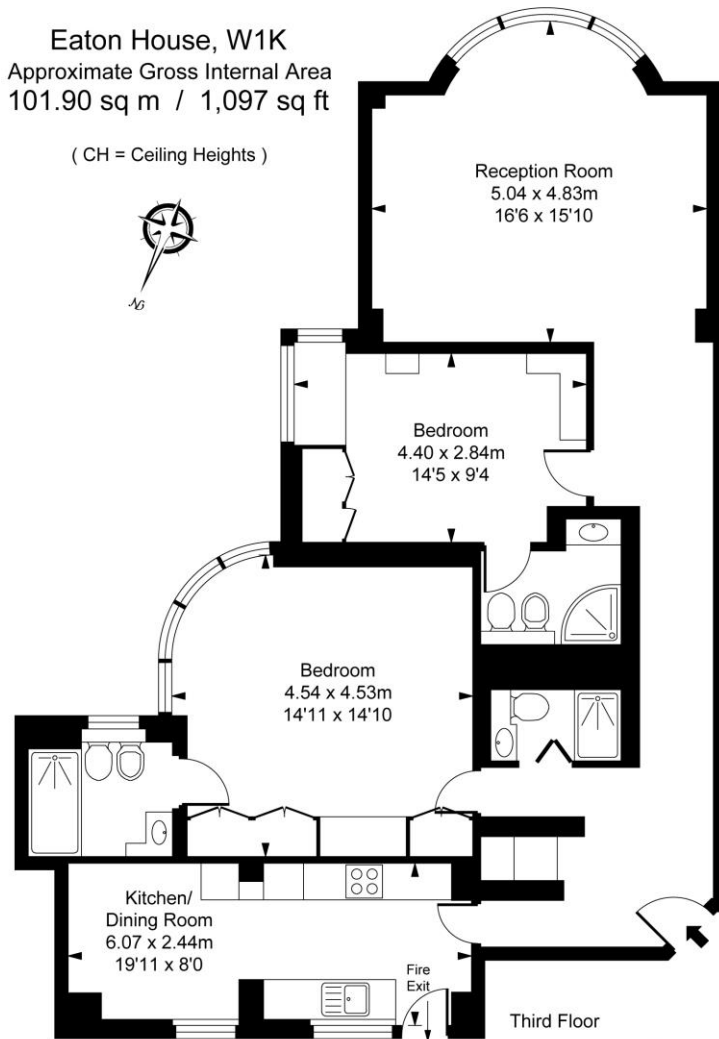 Eaton House, W1K
Approximate Gross Internal Area
101.90 sq m / 1,097 sq ft
( CH = Ceiling Heights )
N
Reception Room
5.04 x 4.83m
16'6 x 15'10
Bedroom
4.40 x 2.84m
14'5 x 9'4
Bedroom
4.54 x 4.53m
14'11 x 14'10
Kitchen/
Dining Room
6.07 x 2.44m
19'11 x 8'0
Fire
Exit
Third Floor